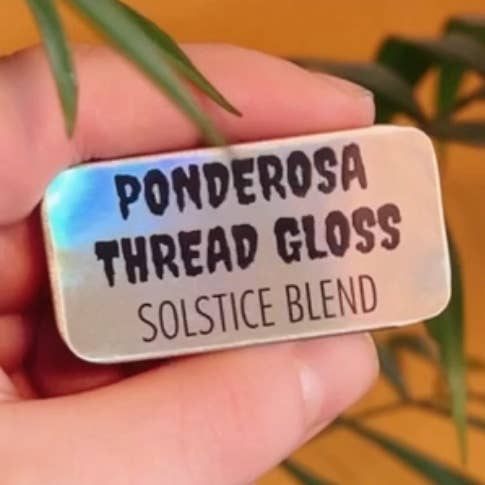 PONDEROSA
THREAD GLOSS
SOLSTICE BLEND